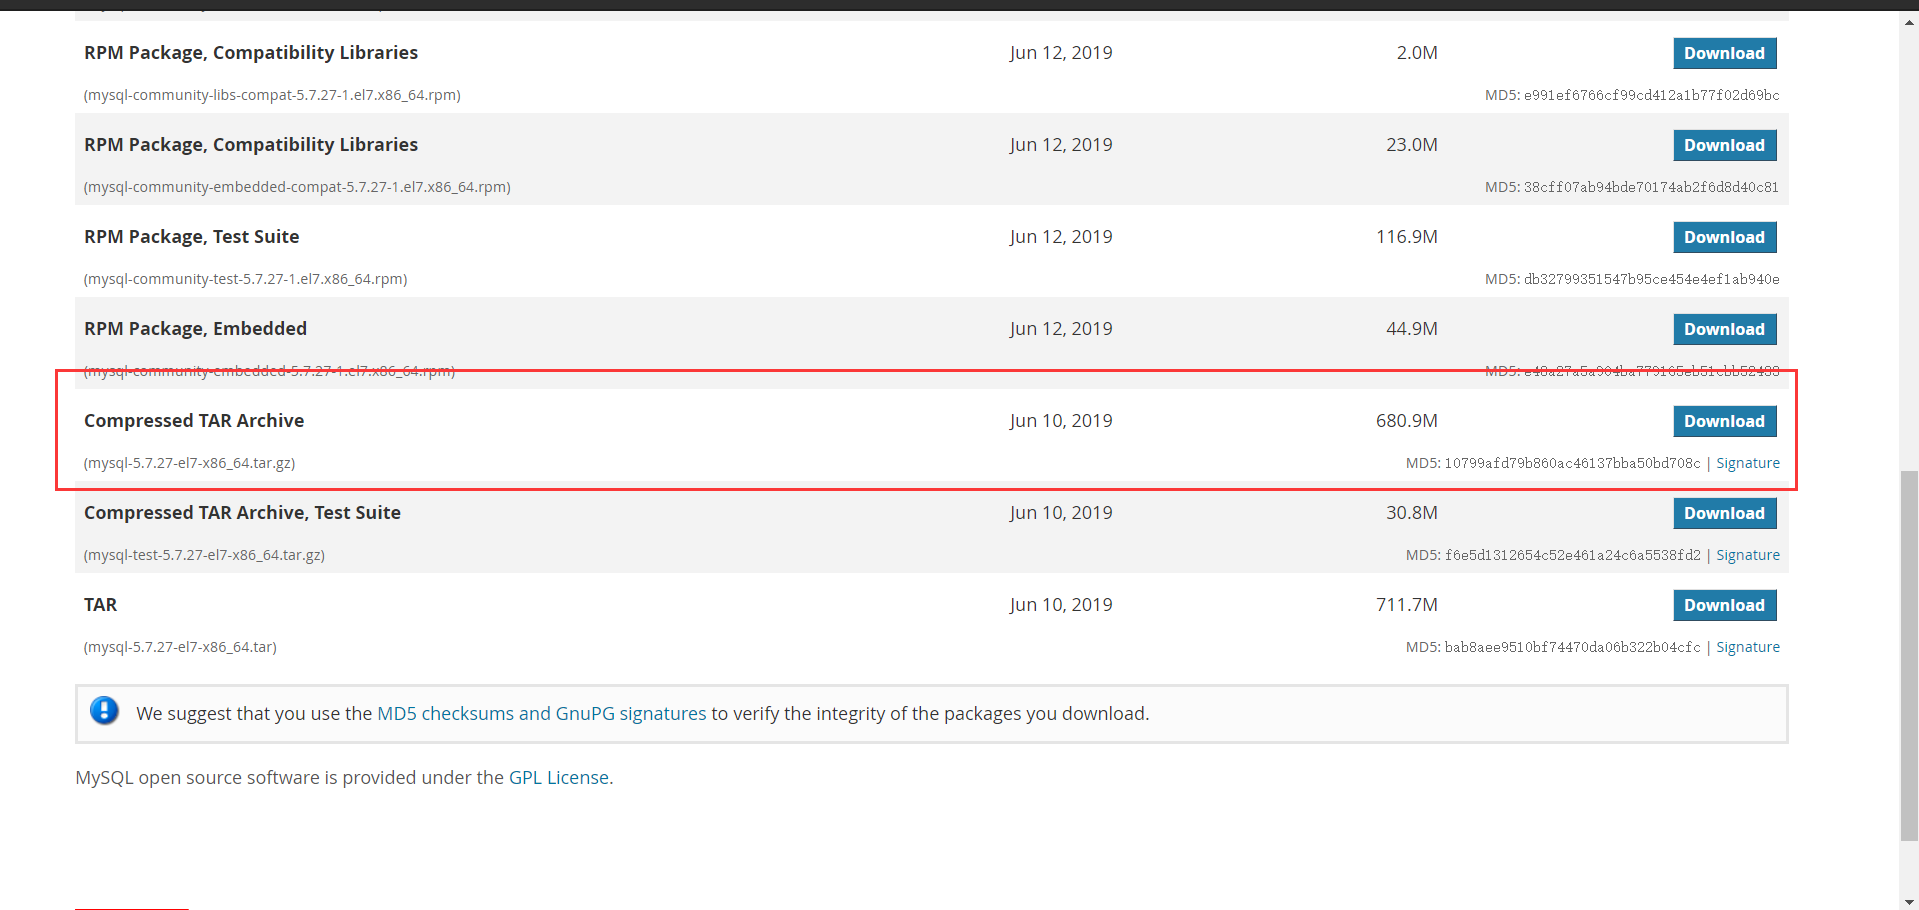 RPM Package, Compatibility Libraries Jun 12, 2019 2.0M Download
(mysql-community-libs-compat-5.7.27-1.el7.x86_64.rpm) MD5: e991ef6766cf99cd412a1b77f02d69bc
RPM Package, Compatibility Libraries Jun 12, 2019 23.0M Download
(mysql-community-embedded-compat-5.7.27-1.el7.x86_64.rpm) MD5: 38cff07ab94bde70174ab2f6d8d40c81
RPM Package, Test Suite Jun 12, 2019 116.9M Download
(mysql-community-test-5.7.27-1.el7.x86_64.rpm) MD5: db32799351547b95ce454e4ef1ab940e
RPM Package, Embedded Jun 12, 2019 44.9M Download
(mysql-community-embedded-5.7.27-1.el7.x86_64.rpm) MD5:
Compressed TAR Archive Jun 10, 2019 680.9M Download
(mysql-5.7.27-el7-x86_64.tar.gz) MD5: 10799afd79b860ac46137bba50bd708c | Signature
Compressed TAR Archive, Test Suite Jun 10, 2019 30.8M Download
(mysql-test-5.7.27-el7-x86_64.tar.gz) MD5: f6e5d1312654c52e461a24c6a5538fd2 | Signature
TAR Jun 10, 2019 711.7M Download
(mysql-5.7.27-el7-x86_64.tar) MD5: bab8aee9510bf74470da06b322b04cfc | Signature
We suggest that you use the MD5 checksums and GnuPG signatures to verify the integrity of the packages you download.
MySQL open source software is provided under the GPL License.